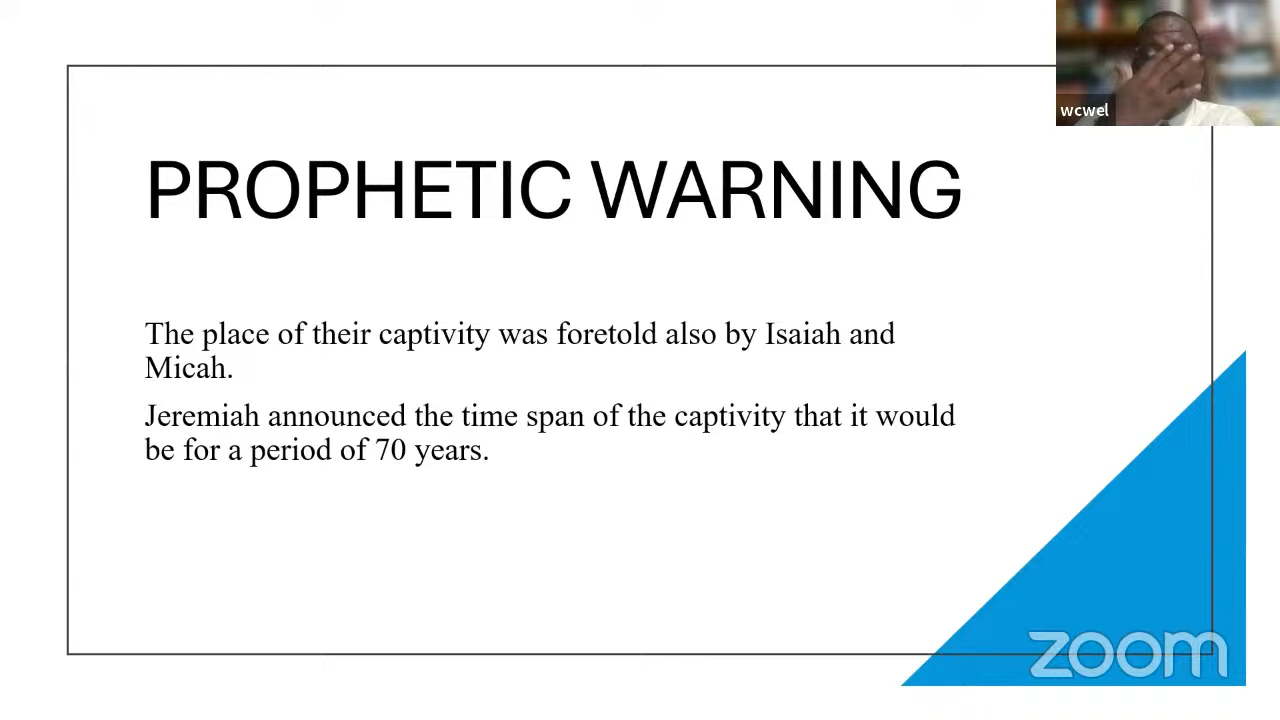 wcwel
PROPHETIC WARNING
The place of their captivity was foretold also by Isaiah and
Micah.
Jeremiah announced the time span of the captivity that it would
be for a period of 70 years.
zoom